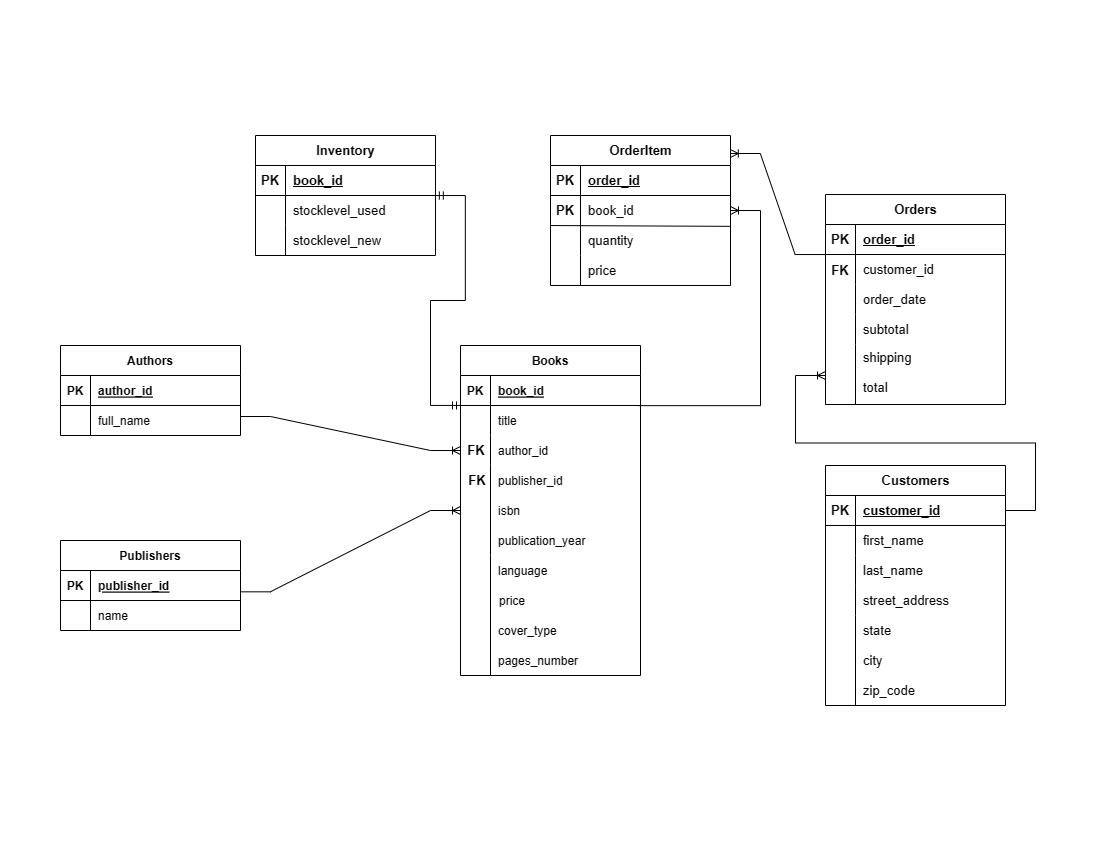 Inventory
PK book_id
stocklevel_used
stocklevel_new
OrderItem
PK order_id
PK book_id
quantity
price
Orders
PK order_id
FK customer_id
order_date
subtotal
shipping
total
Authors
PK author_id
full_name
Books
PK book_id
title
FK author_id
FK publisher_id
isbn
publication_year
language
price
cover_type
pages_number
Publishers
PK publisher_id
name
Customers
PK customer_id
first_name
last_name
street_address
state
city
zip_code